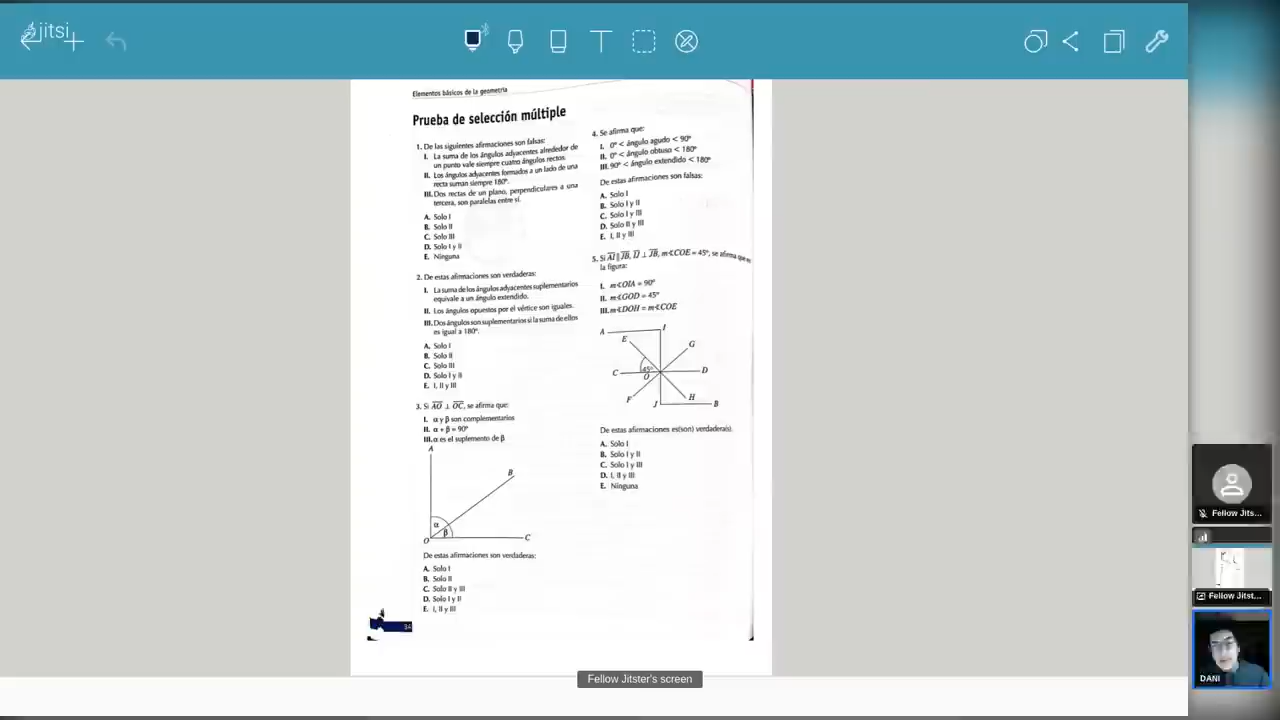 jitsi
Elementos básicos de la geometría
Prueba de selección múltiple
1. De las siguientes afirmaciones son falsas:
I. La suma de los ángulos adyacentes alrededor de
un punto vale siempre cuatro ángulos rectos.
II. Los ángulos adyacentes formados a un lado de una
recta suman siempre 180°.
III. Dos rectas de un plano, perpendiculares a una
tercera, son paralelas entre sí.
A. Solo I
B. Solo II
C. Solo III
D. Solo I y II
E. Ninguna
2. De estas afirmaciones son verdaderas:
I. La suma de los ángulos adyacentes suplementarios
equivale a un ángulo extendido.
II. Los ángulos opuestos por el vértice son iguales.
III. Dos ángulos son suplementarios si la suma de ellos
es igual a 180°.
A. Solo I
B. Solo II
C. Solo III
D. Solo I y II
E. I, II y III
3. Si AO ⊥ OC, se afirma que:
I. α y β son complementarios
II. α + β = 90°
III. α es el suplemento de β
A
B
α
β
O
C
De estas afirmaciones son verdaderas:
A. Solo I
B. Solo II
C. Solo II y III
D. Solo I y II
E. I, II y III
34
4. Se afirma que:
I. 0° < ángulo agudo < 90°
II. 0° < ángulo obtuso < 180°
III. 90° < ángulo extendido < 180°
De estas afirmaciones son falsas:
A. Solo I
B. Solo I y II
C. Solo I y III
D. Solo II y III
E. I, II y III
5. Si AI || JB, IJ ⊥ JB, m∢COE = 45°, se afirma que en
la figura:
I. m∢OIA = 90°
II. m∢GOD = 45°
III. m∢DOH = m∢COE
A
I
E
G
C
45°
O
D
F
H
J
B
De estas afirmaciones es(son) verdadera(s).
A. Solo I
B. Solo I y II
C. Solo I y III
D. I, II y III
E. Ninguna
Fellow Jitster's screen
Fellow Jits...
Fellow Jitst...
DANI